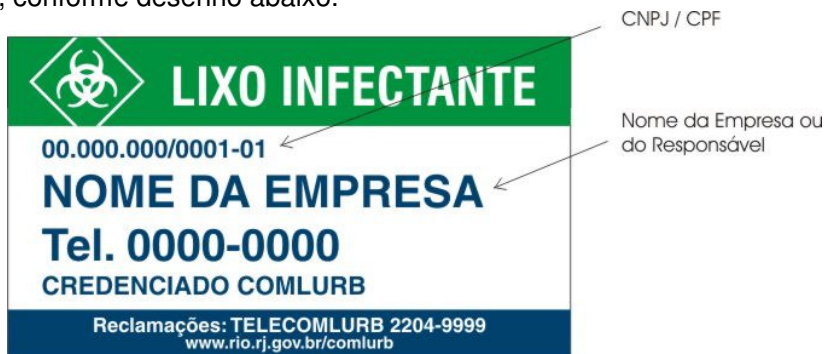 , conforme desenho abaixo:
CNPJ / CPF
LIXO INFECTANTE
00.000.000/0001-01
Nome da Empresa ou
do Responsável
NOME DA EMPRESA
Tel. 0000-0000
CREDENCIADO COMLURB
Reclamações: TELECOMLURB 2204-9999
www.rio.rj.gov.br/comlurb